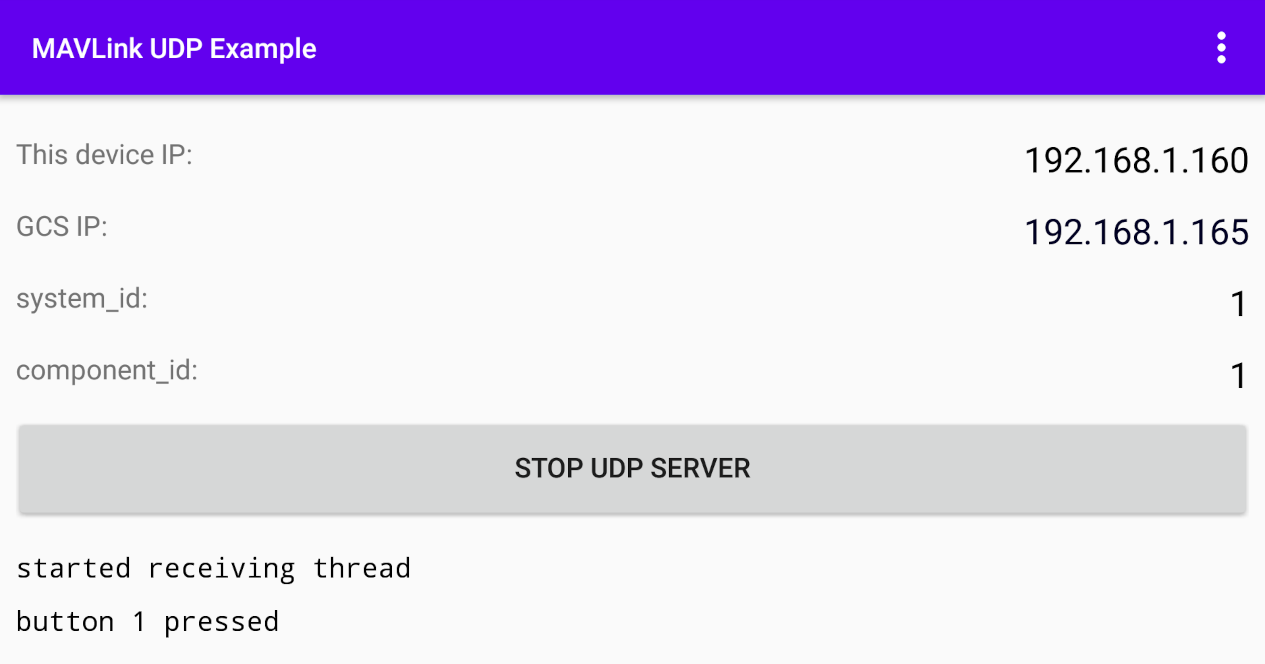 MAVLink UDP Example
This device IP: 192.168.1.160
GCS IP: 192.168.1.165
system_id: 1
component_id: 1
STOP UDP SERVER
started receiving thread
button 1 pressed